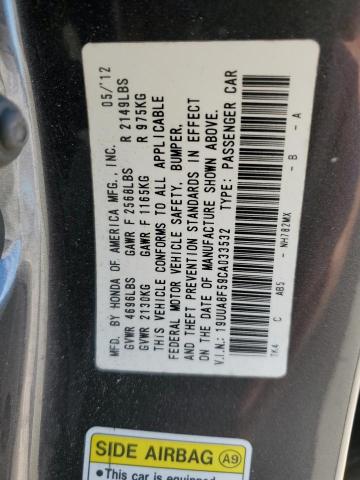 MFD. BY HONDA OF AMERICA MFG., INC. 05/'12
GVWR 4696LBS GAWR F 2568LBS R 2149LBS
GVWR 2130KG GAWR F 1165KG R 975KG
THIS VEHICLE CONFORMS TO ALL APPLICABLE
FEDERAL MOTOR VEHICLE SAFETY, BUMPER,
AND THEFT PREVENTION STANDARDS IN EFFECT
ON THE DATE OF MANUFACTURE SHOWN ABOVE.
V.I.N.: 19UUA8F59CA033532 TYPE: PASSENGER CAR
TK4 C AB5 - NH782MX - B - A
SIDE AIRBAG A9
•This car is equipped